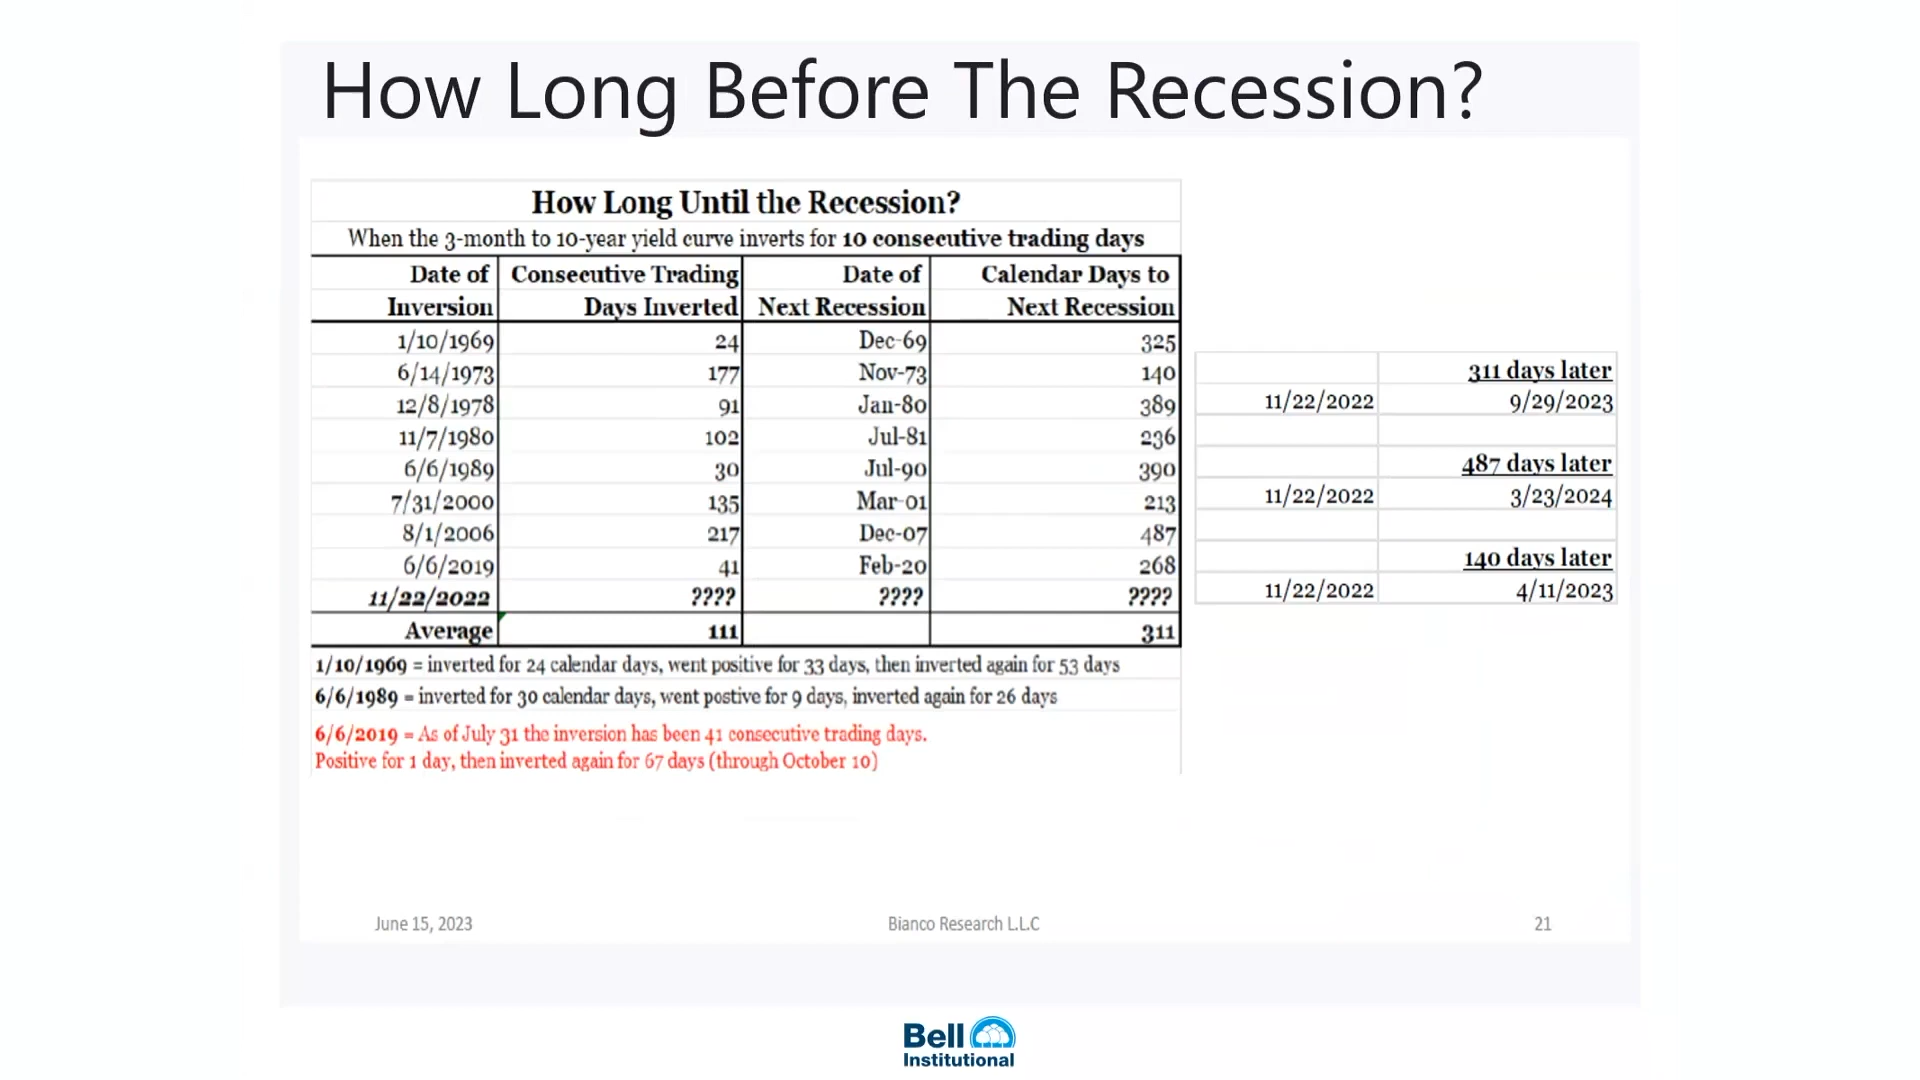 How Long Before The Recession?
How Long Until the Recession?
When the 3-month to 10-year yield curve inverts for 10 consecutive trading days
Date of Consecutive Trading Date of Calendar Days to
Inversion Days Inverted Next Recession Next Recession
1/10/1969 24 Dec-69 325
6/14/1973 177 Nov-73 140
12/8/1978 91 Jan-80 389
11/7/1980 102 Jul-81 236
6/6/1989 30 Jul-90 390
7/31/2000 135 Mar-01 213
8/1/2006 217 Dec-07 487
6/6/2019 41 Feb-20 268
11/22/2022 ???? ???? ????
Average 111 311
1/10/1969 = inverted for 24 calendar days, went positive for 33 days, then inverted again for 53 days
6/6/1989 = inverted for 30 calendar days, went postive for 9 days, inverted again for 26 days
6/6/2019 = As of July 31 the inversion has been 41 consecutive trading days.
Positive for 1 day, then inverted again for 67 days (through October 10)
311 days later
11/22/2022 9/29/2023
487 days later
11/22/2022 3/23/2024
140 days later
11/22/2022 4/11/2023
June 15, 2023 Bianco Research L.L.C 21
Bell
Institutional